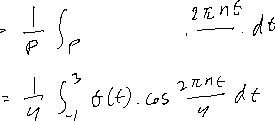 = 1/P ∫_P . 2πnt/ . dt
= 1/4 ∫_{-1}^{3} θ(t) . cos 2πnt/4 dt